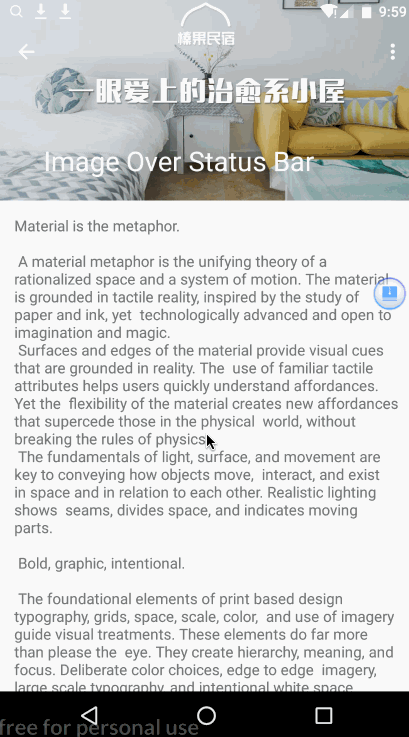 9:59
榛果民宿
一眼爱上的治愈系小屋
Image Over Status Bar
Material is the metaphor.
A material metaphor is the unifying theory of a
rationalized space and a system of motion. The material
is grounded in tactile reality, inspired by the study of
paper and ink, yet  technologically advanced and open to
imagination and magic.
Surfaces and edges of the material provide visual cues
that are grounded in reality. The  use of familiar tactile
attributes helps users quickly understand affordances.
Yet the  flexibility of the material creates new affordances
that supercede those in the physical  world, without
breaking the rules of physics.
The fundamentals of light, surface, and movement are
key to conveying how objects move,  interact, and exist
in space and in relation to each other. Realistic lighting
shows  seams, divides space, and indicates moving
parts.
Bold, graphic, intentional.
The foundational elements of print based design
typography, grids, space, scale, color,  and use of imagery
guide visual treatments. These elements do far more
than please the  eye. They create hierarchy, meaning, and
focus. Deliberate color choices, edge to edge  imagery,
large scale typography, and intentional white space
free for personal use